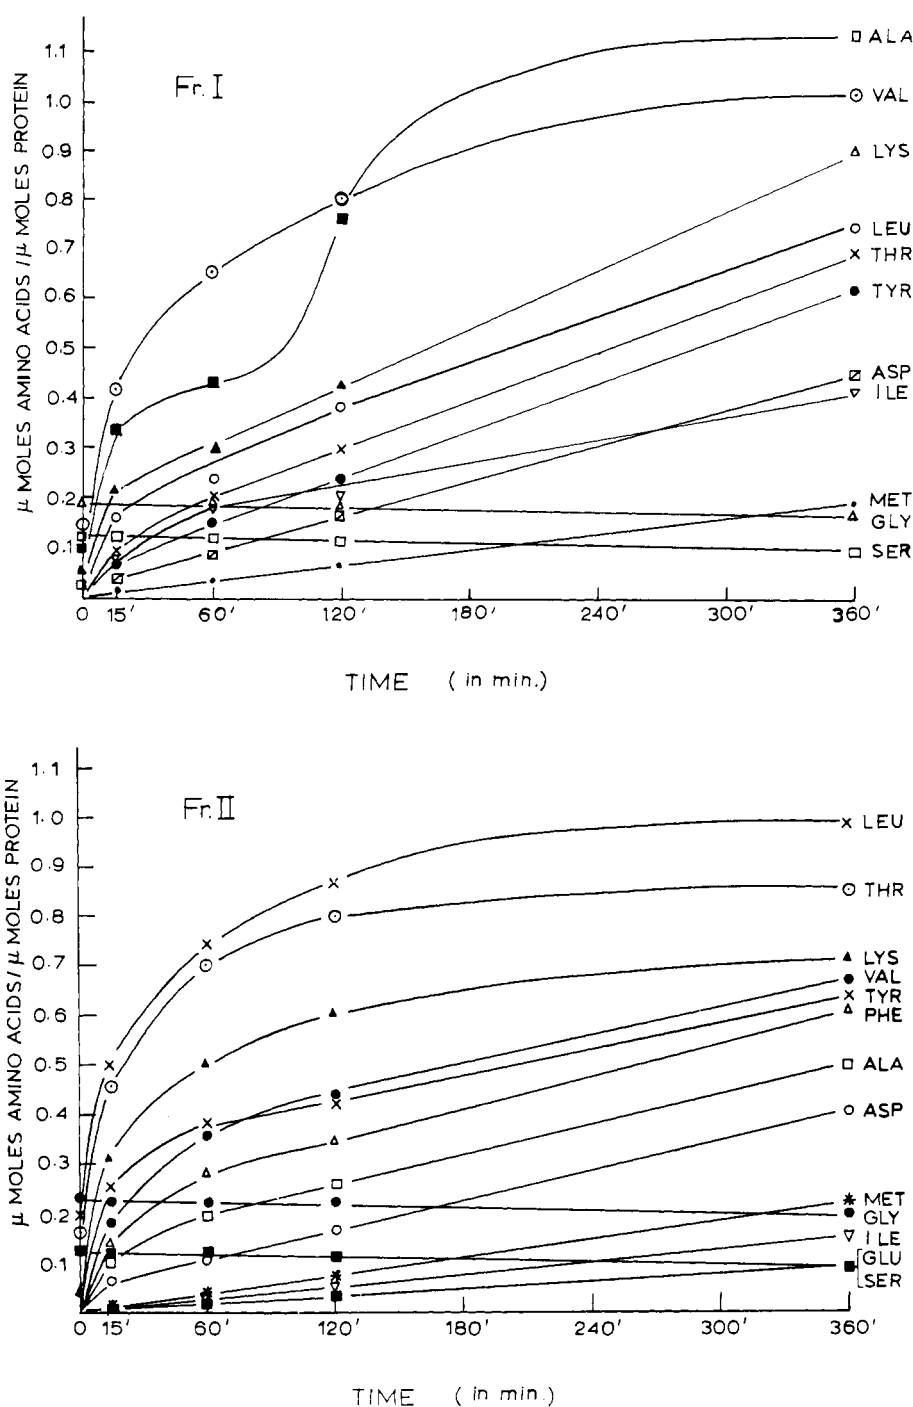 Fr. I
μ MOLES AMINO ACIDS / μ MOLES PROTEIN
1.1
1.0
0.9
0.8
0.7
0.6
0.5
0.4
0.3
0.2
0.1
ALA
VAL
LYS
LEU
THR
TYR
ASP
ILE
MET
GLY
SER
0 15' 60' 120' 180' 240' 300' 360'
TIME (in min.)
Fr. II
μ MOLES AMINO ACIDS / μ MOLES PROTEIN
1.1
1.0
0.9
0.8
0.7
0.6
0.5
0.4
0.3
0.2
0.1
LEU
THR
LYS
VAL
TYR
PHE
ALA
ASP
MET
GLY
ILE
GLU
SER
0 15' 60' 120' 180' 240' 300' 360'
TIME (in min.)